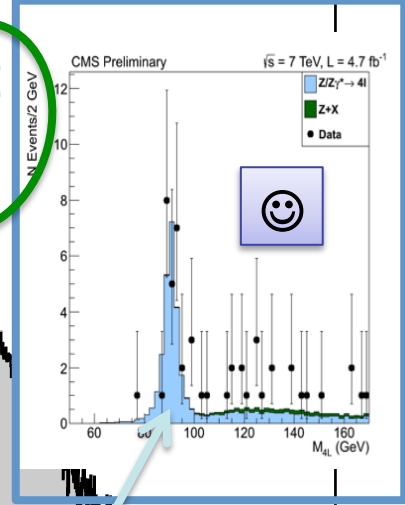 CMS Preliminary
√s = 7 TeV, L = 4.7 fb⁻¹
N Events/2 GeV
Z/Zγ*→ 4l
Z+X
Data
12
10
8
6
4
2
0
60 80 100 120 140 160
M4L (GeV)